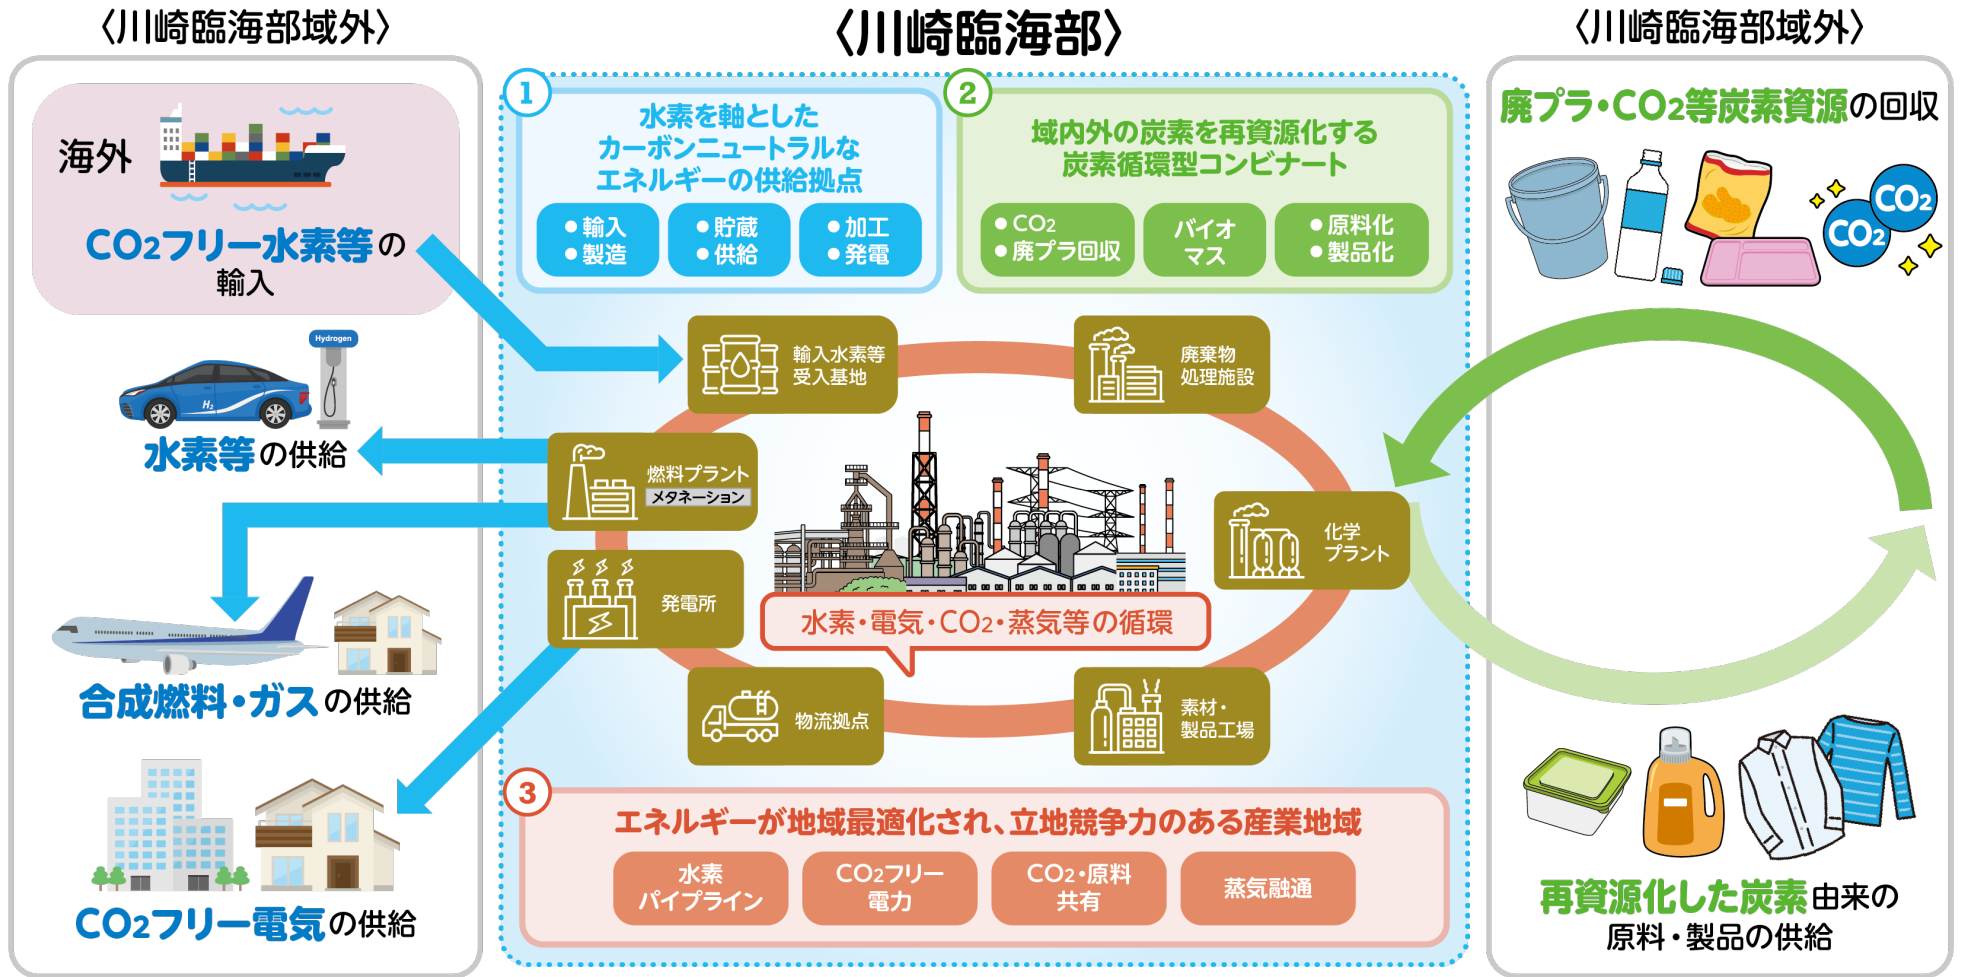 〈川崎臨海部域外〉
海外
CO2フリー水素等の
輸入
Hydrogen
H2
水素等の供給
合成燃料・ガスの供給
CO2フリー電気の供給
〈川崎臨海部〉
1
水素を軸とした
カーボンニュートラルな
エネルギーの供給拠点
● 輸入
● 製造
● 貯蔵
● 供給
● 加工
● 発電
2
域内外の炭素を再資源化する
炭素循環型コンビナート
● CO2
● 廃プラ回収
バイオ
マス
● 原料化
● 製品化
輸入水素等
受入基地
廃棄物
処理施設
燃料プラント
メタネーション
化学
プラント
発電所
水素・電気・CO2・蒸気等の循環
物流拠点
素材・
製品工場
3
エネルギーが地域最適化され、立地競争力のある産業地域
水素
パイプライン
CO2フリー
電力
CO2・原料
共有
蒸気融通
〈川崎臨海部域外〉
廃プラ・CO2等炭素資源の回収
CO2
CO2
再資源化した炭素由来の
原料・製品の供給